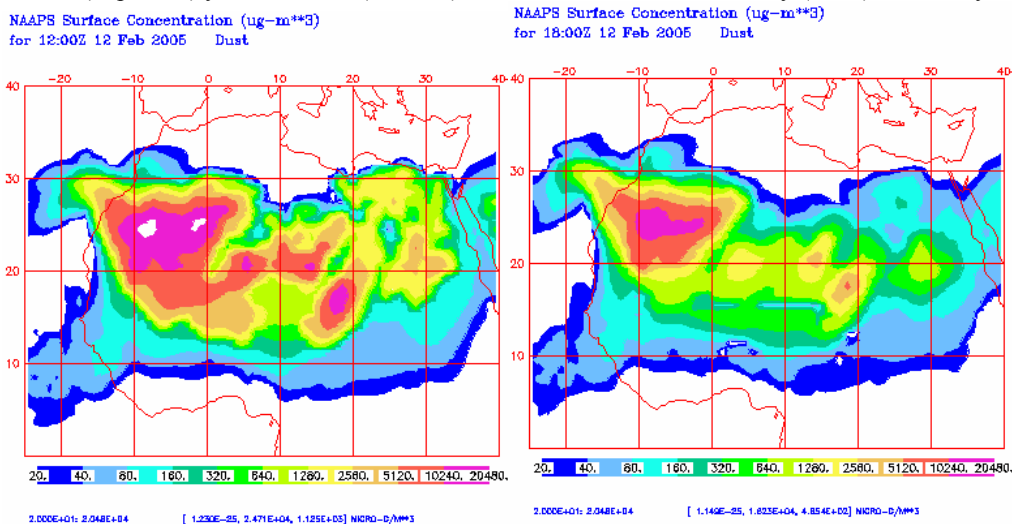 NAAPS Surface Concentration (ug-m**3)
for 12:00Z 12 Feb 2005 Dust
-20 -10 0 10 20 30 40
40
30
20
10
20. 40. 80. 160. 320. 640. 1280. 2560. 5120. 10240. 20480.
2.000E+01: 2.048E+04 [ 1.230E-25, 2.471E+04, 1.125E+03] MICRO-G/M**3
NAAPS Surface Concentration (ug-m**3)
for 18:00Z 12 Feb 2005 Dust
-20 -10 0 10 20 30 40
40
30
20
10
20. 40. 80. 160. 320. 640. 1280. 2560. 5120. 10240. 20480.
2.000E+01: 2.048E+04 [ 1.149E-25, 1.623E+04, 4.854E+02] MICRO-G/M**3